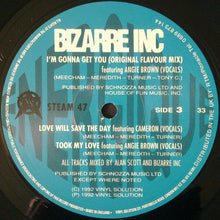 BIZARRE INC
I'M GONNA GET YOU (ORIGINAL FLAVOUR MIX)
featuring ANGIE BROWN (VOCALS)
(MEECHAM - MEREDITH - TURNER - TONY C.)
PUBLISHED BY SCHNOZZA MUSIC LTD AND
HOUSE OF FUN MUSIC INC.
STEAM 47
SIDE 3
33
LOVE WILL SAVE THE DAY featuring CAMERON (VOCALS)
(MEECHAM - MEREDITH - TURNER)
TOOK MY LOVE featuring ANGIE BROWN (VOCALS)
(MEECHAM - MEREDITH - TURNER)
ALL TRACKS MIXED BY ALAN SCOTT AND BIZARRE INC
PUBLISHED BY SCHNOZZA MUSIC LTD
EXCEPT WHERE NOTED
(P) 1992 VINYL SOLUTION
(C) 1992 VINYL SOLUTION